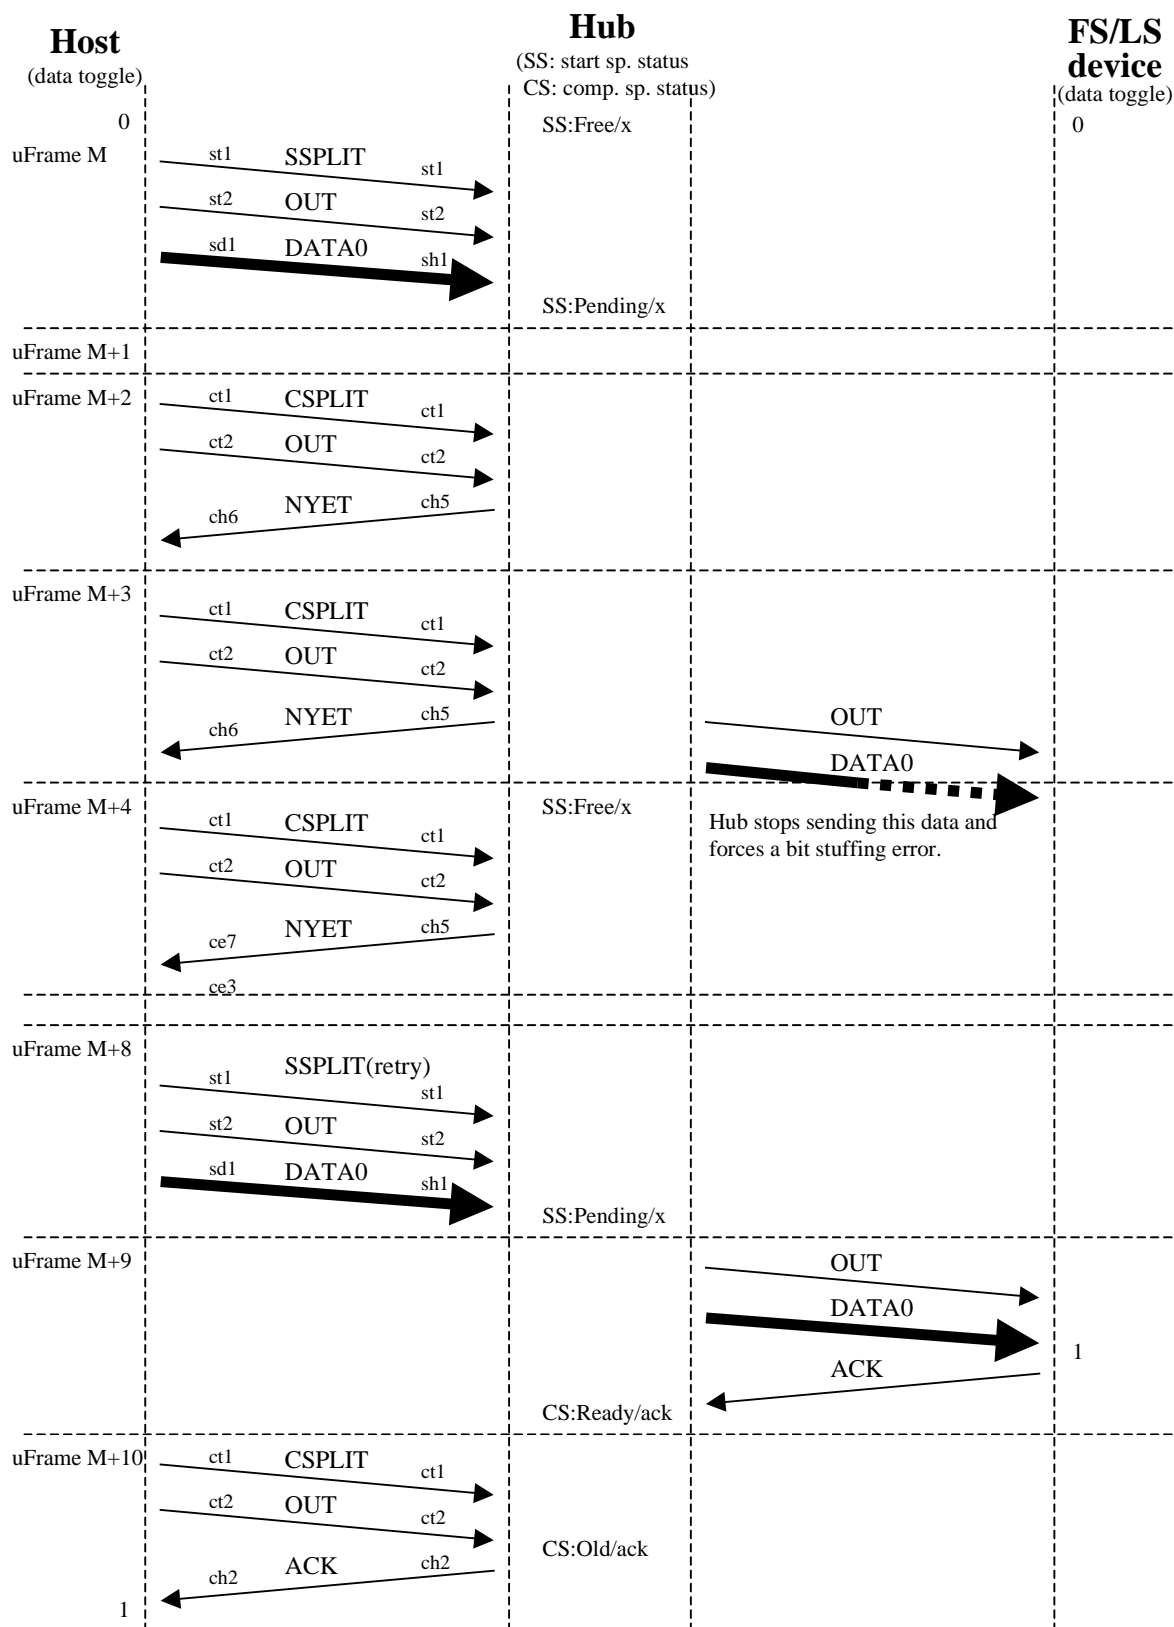 Host
(data toggle)
Hub
(SS: start sp. status
CS: comp. sp. status)
FS/LS
device
(data toggle)
0
SS:Free/x
0
uFrame M
st1 SSPLIT st1
st2 OUT st2
sd1 DATA0 sh1
SS:Pending/x
uFrame M+1
uFrame M+2
ct1 CSPLIT ct1
ct2 OUT ct2
ch6 NYET ch5
uFrame M+3
ct1 CSPLIT ct1
ct2 OUT ct2
ch6 NYET ch5
OUT
DATA0
uFrame M+4
SS:Free/x
Hub stops sending this data and
forces a bit stuffing error.
ct1 CSPLIT ct1
ct2 OUT ct2
ce7 NYET ch5
ce3
uFrame M+8
st1 SSPLIT(retry) st1
st2 OUT st2
sd1 DATA0 sh1
SS:Pending/x
uFrame M+9
OUT
DATA0
1
ACK
CS:Ready/ack
uFrame M+10
ct1 CSPLIT ct1
ct2 OUT ct2
CS:Old/ack
ch2 ACK ch2
1